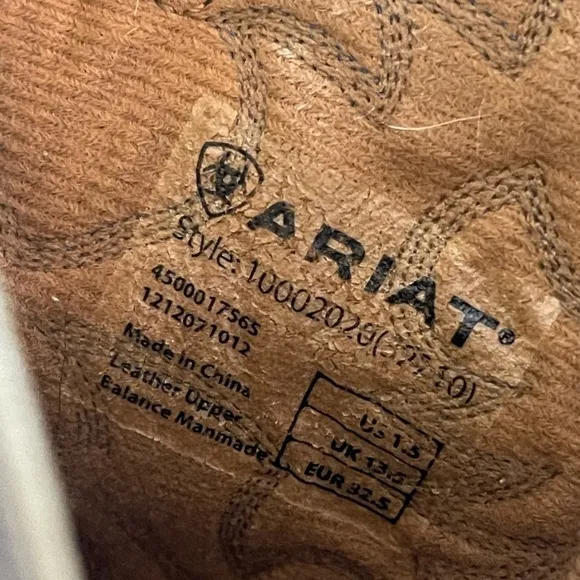 ARIAT®
Style:
4500017565
1212071012
Made in China
Leather Upper
Balance Manmade
US 1.5
UK 13.5
EUR 32.5